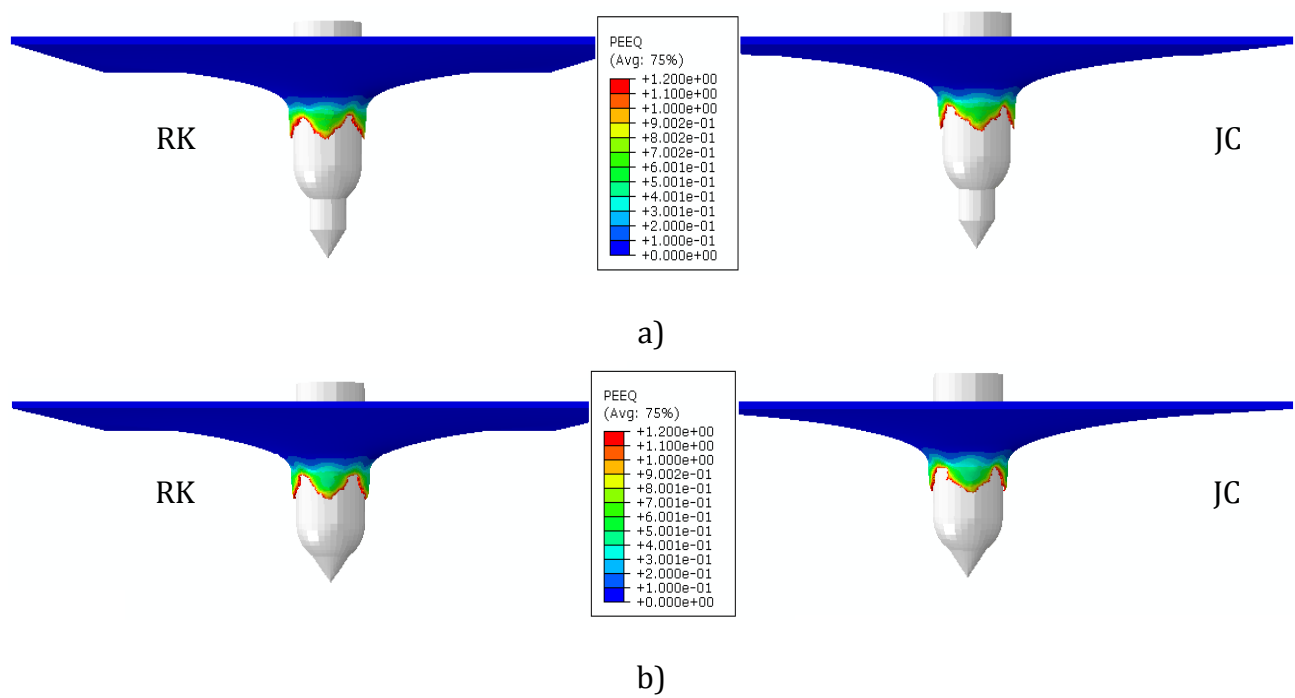 PEEQ
(Avg: 75%)
+1.200e+00
+1.100e+00
+1.000e+00
+9.002e-01
+8.002e-01
+7.002e-01
+6.001e-01
+5.001e-01
+4.001e-01
+3.001e-01
+2.000e-01
+1.000e-01
+0.000e+00
RK
JC
a)
PEEQ
(Avg: 75%)
+1.200e+00
+1.100e+00
+1.000e+00
+9.002e-01
+8.001e-01
+7.001e-01
+6.001e-01
+5.001e-01
+4.001e-01
+3.001e-01
+2.000e-01
+1.000e-01
+0.000e+00
RK
JC
b)